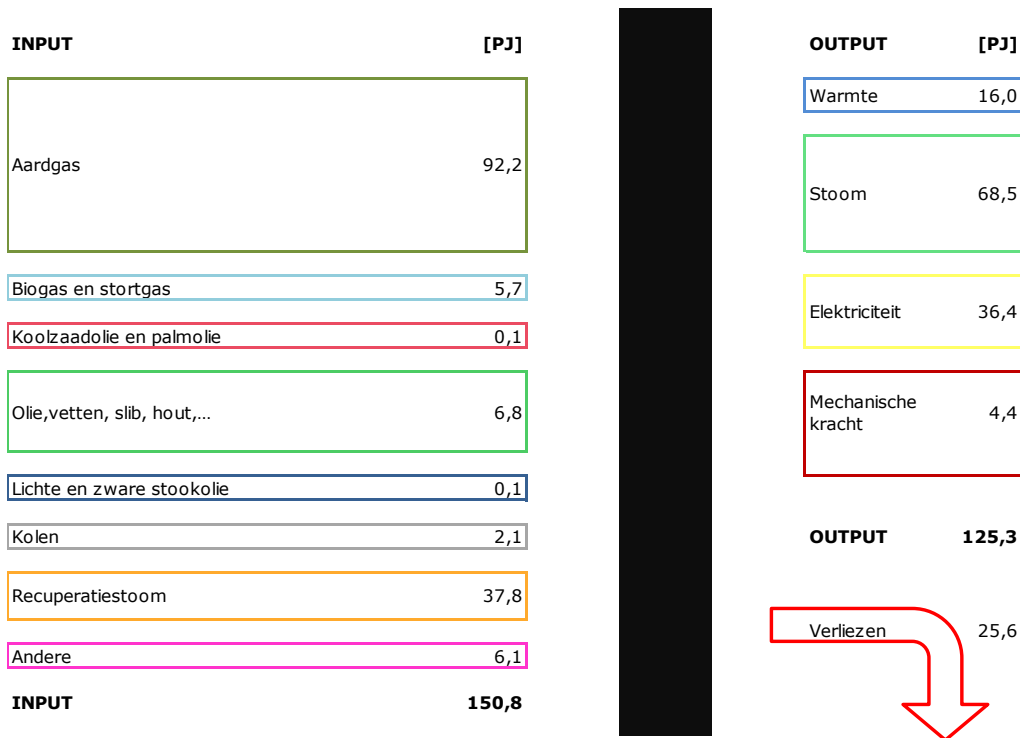 INPUT [PJ]
Aardgas 92,2
Biogas en stortgas 5,7
Koolzaadolie en palmolie 0,1
Olie,vetten, slib, hout,... 6,8
Lichte en zware stookolie 0,1
Kolen 2,1
Recuperatiestoom 37,8
Andere 6,1
INPUT 150,8
OUTPUT [PJ]
Warmte 16,0
Stoom 68,5
Elektriciteit 36,4
Mechanische
kracht 4,4
OUTPUT 125,3
Verliezen 25,6